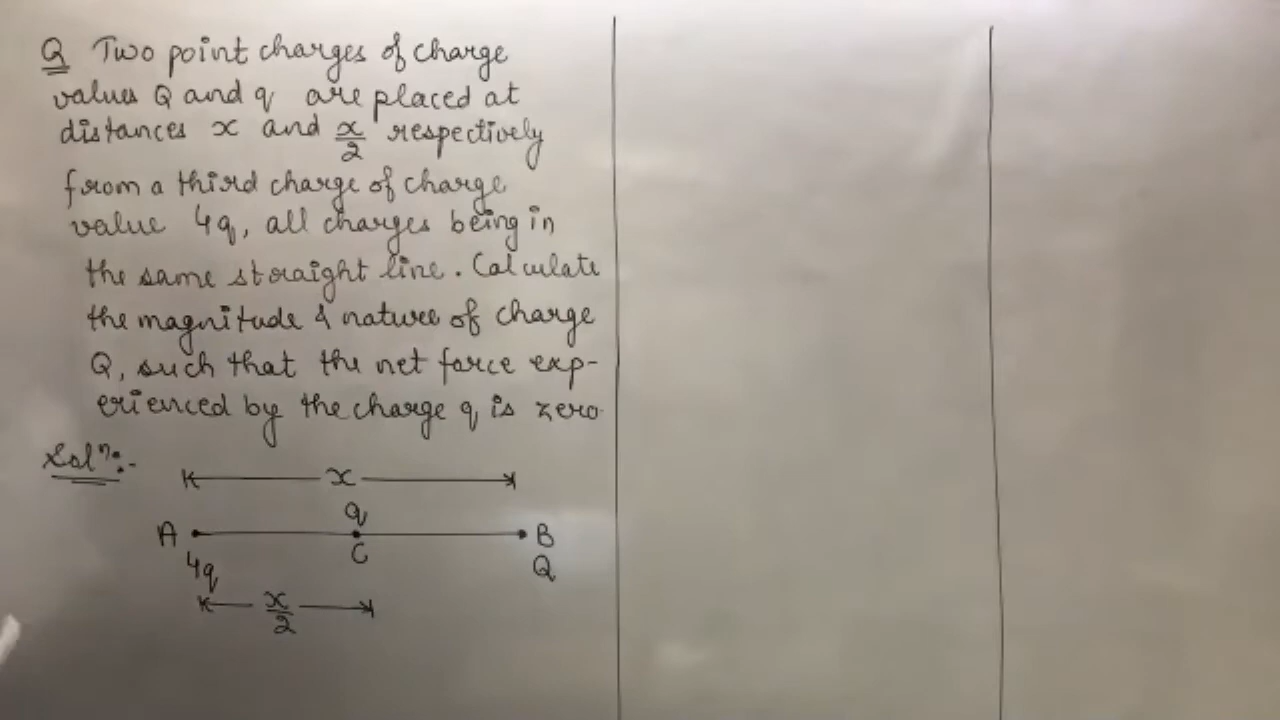 Q Two point charges of charge
values Q and q are placed at
distances x and x/2 respectively
from a third charge of charge
value 4q, all charges being in
the same straight line. Calculate
the magnitude & nature of charge
Q, such that the net force exp-
erienced by the charge q is zero.
Solⁿ:-
x
q
A C B
4q Q
x/2